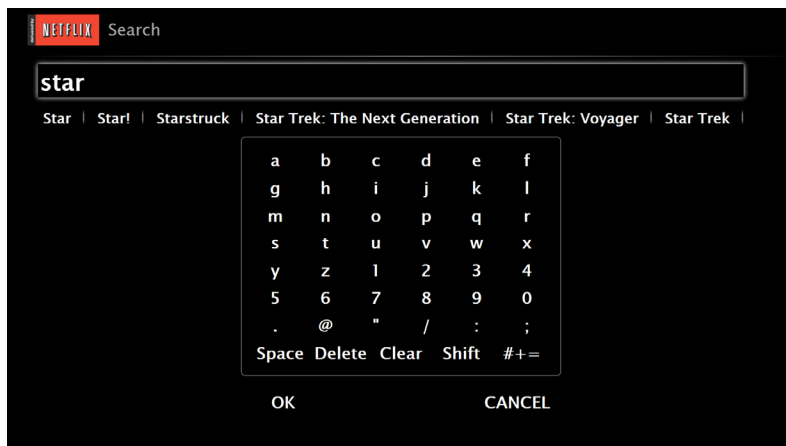 NETFLIX Search
star
Star | Star! | Starstruck | Star Trek: The Next Generation | Star Trek: Voyager | Star Trek |
a b c d e f
g h i j k l
m n o p q r
s t u v w x
y z 1 2 3 4
5 6 7 8 9 0
. @ " / : ;
Space Delete Clear Shift #+=
OK CANCEL